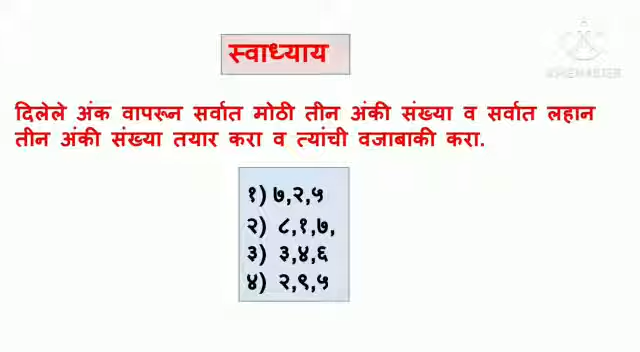 स्वाध्याय
KINEMASTER
दिलेले अंक वापरून सर्वात मोठी तीन अंकी संख्या व सर्वात लहान
तीन अंकी संख्या तयार करा व त्यांची वजाबाकी करा.
१) ७,२,५
२) ८,१,७,
३) ३,४,६
४) २,९,५